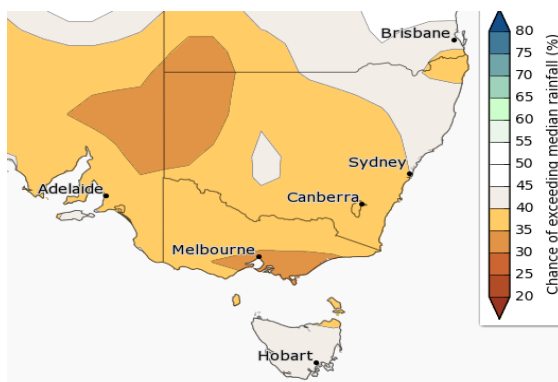 Brisbane
Sydney
Adelaide
Canberra
Melbourne
Hobart
80
75
70
65
60
55
50
45
40
35
30
25
20
Chance of exceeding median rainfall (%)